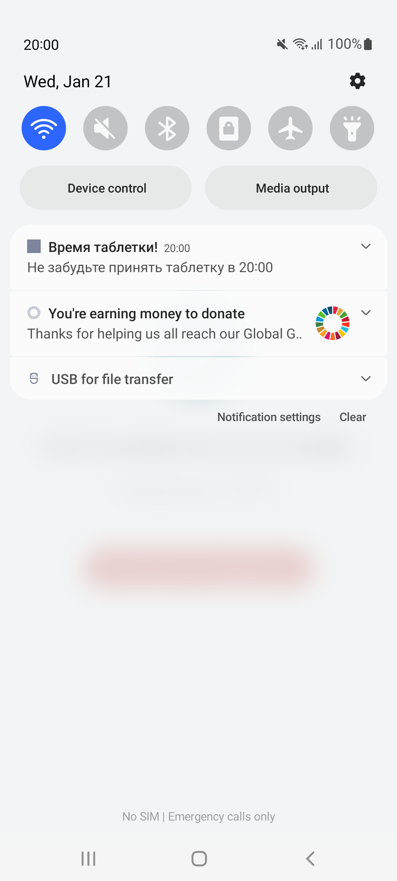 20:00
100%
Wed, Jan 21
Device control
Media output
Время таблетки! 20:00
Не забудьте принять таблетку в 20:00
You're earning money to donate
Thanks for helping us all reach our Global G..
USB for file transfer
Notification settings
Clear
No SIM | Emergency calls only